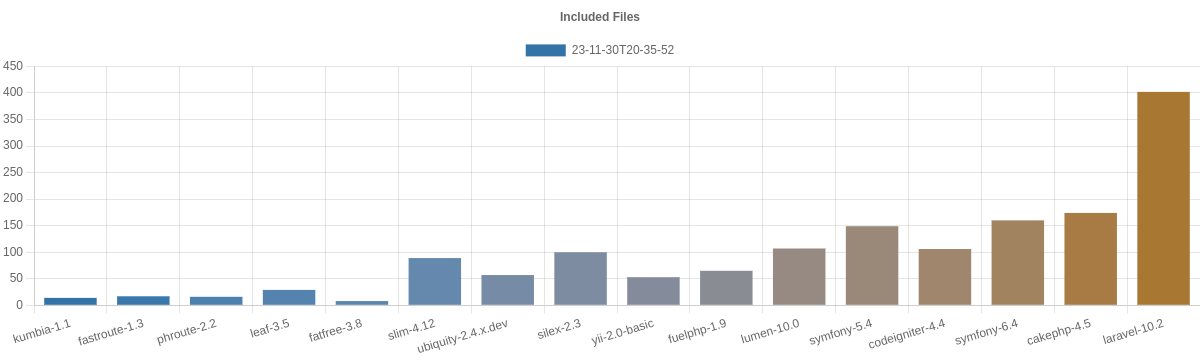 Included Files
23-11-30T20-35-52
450
400
350
300
250
200
150
100
50
0
kumbia-1.1
fastroute-1.3
phroute-2.2
leaf-3.5
fatfree-3.8
slim-4.12
ubiquity-2.4.x.dev
silex-2.3
yii-2.0-basic
fuelphp-1.9
lumen-10.0
symfony-5.4
codeigniter-4.4
symfony-6.4
cakephp-4.5
laravel-10.2